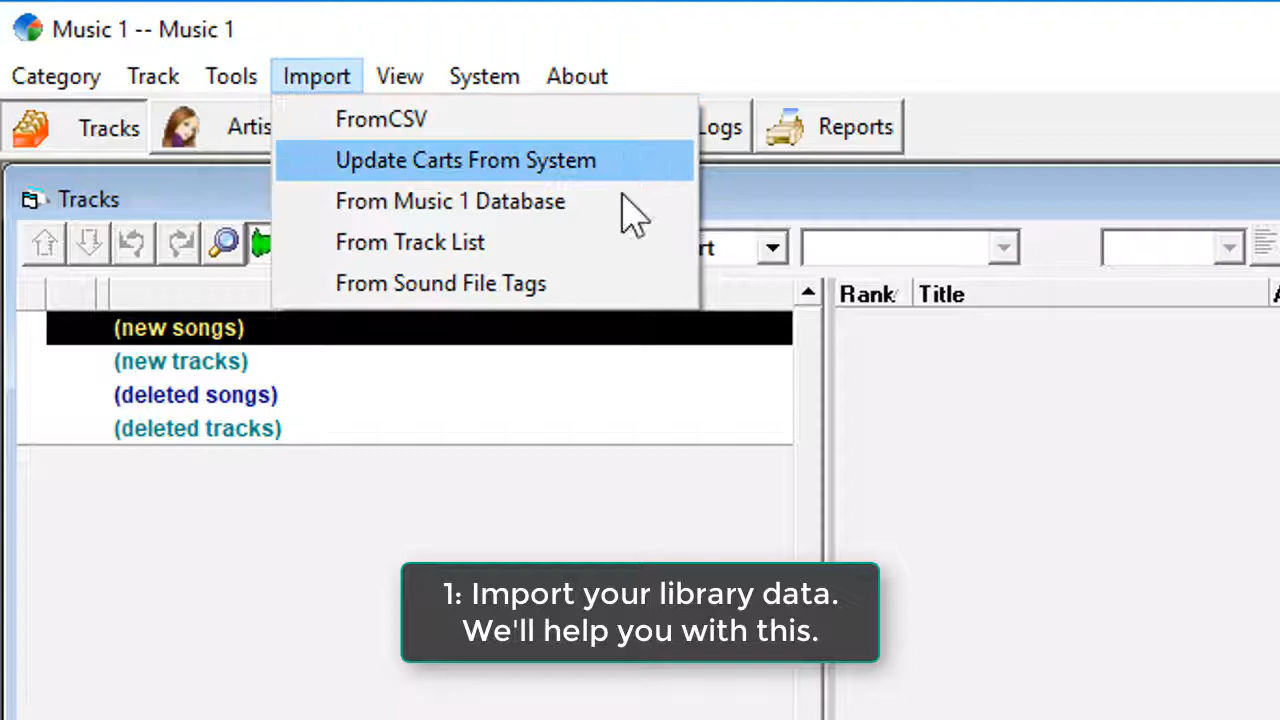 Music 1 -- Music 1
Category Track Tools Import View System About
Tracks Artis Logs Reports
FromCSV
Update Carts From System
From Music 1 Database
From Track List
From Sound File Tags
Tracks
rt
Rank Title A
(new songs)
(new tracks)
(deleted songs)
(deleted tracks)
1: Import your library data.
We'll help you with this.